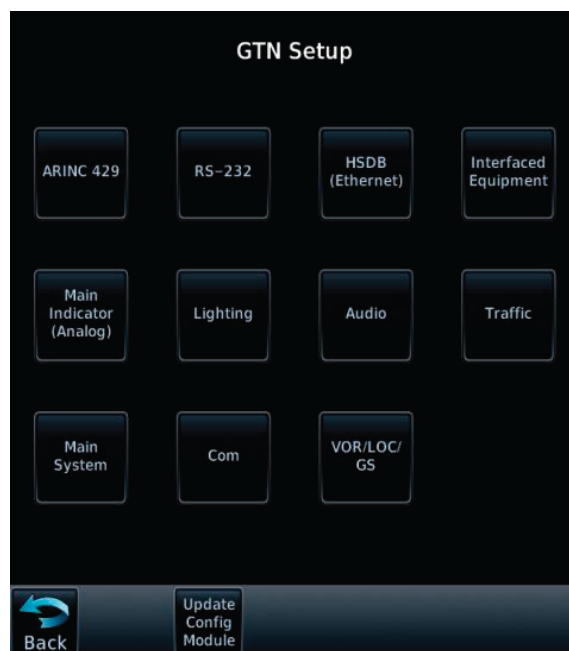 GTN Setup
ARINC 429
RS-232
HSDB
(Ethernet)
Interfaced
Equipment
Main
Indicator
(Analog)
Lighting
Audio
Traffic
Main
System
Com
VOR/LOC/
GS
Back
Update
Config
Module